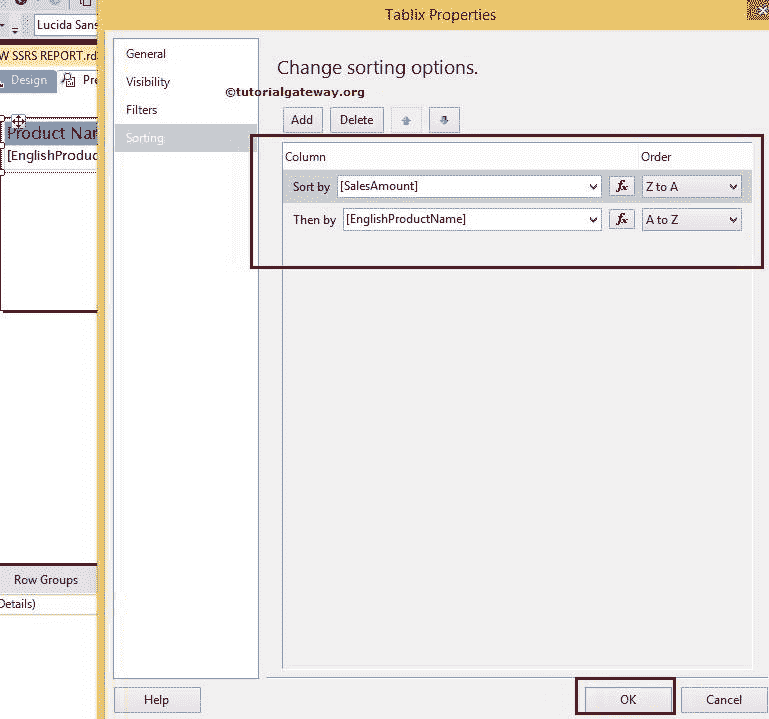 Tablix Properties
Lucida Sans
W SSRS REPORT.rd
Design
Pre
Product Nar
[EnglishProduc
General
Visibility
Filters
Sorting
Change sorting options.
©tutorialgateway.org
Add Delete
Column Order
Sort by [SalesAmount] fx Z to A
Then by [EnglishProductName] fx A to Z
Row Groups
Details)
Help OK Cancel